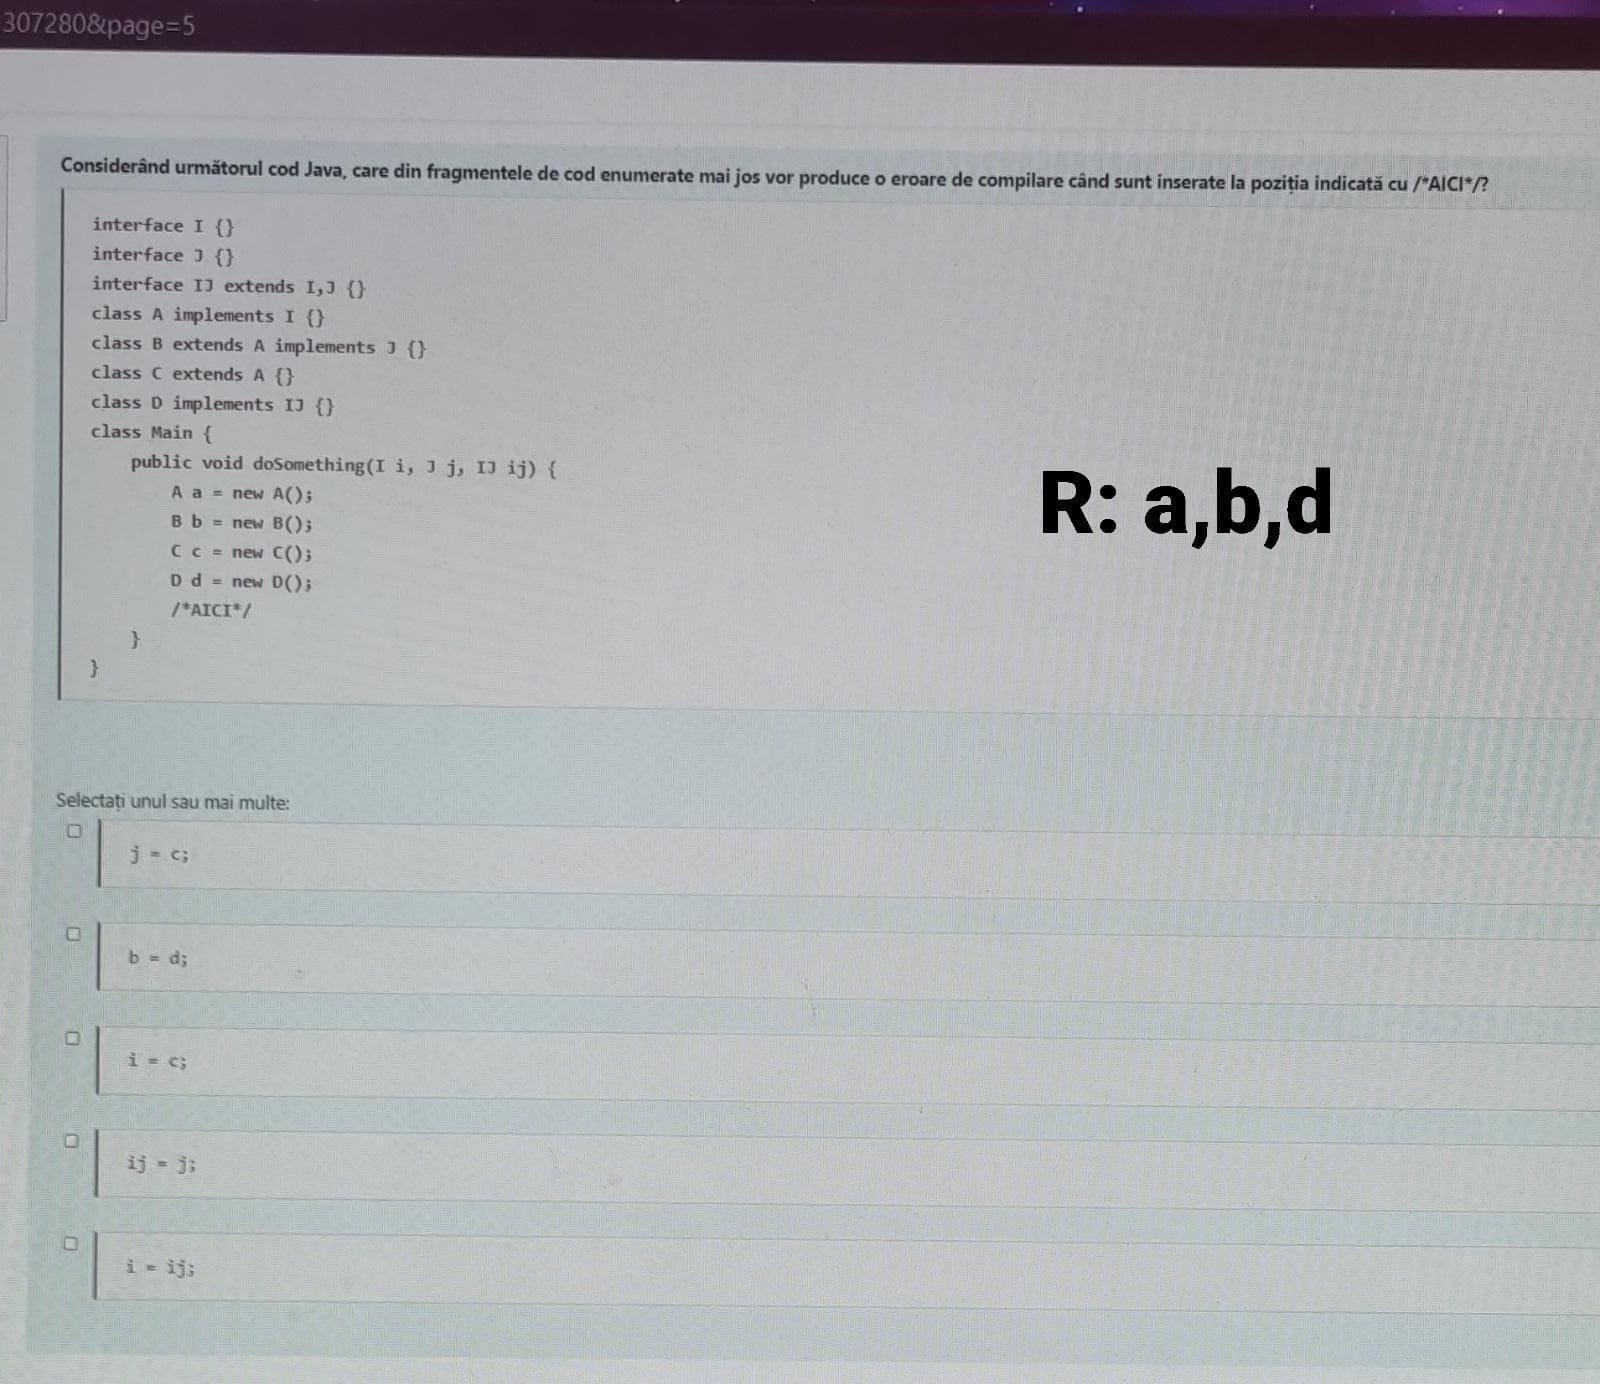 307280&page=5
Considerând următorul cod Java, care din fragmentele de cod enumerate mai jos vor produce o eroare de compilare când sunt inserate la poziția indicată cu /*AICI*/?
interface I {}
interface J {}
interface IJ extends I,J {}
class A implements I {}
class B extends A implements J {}
class C extends A {}
class D implements IJ {}
class Main {
public void doSomething(I i, J j, IJ ij) {
A a = new A();
B b = new B();
C c = new C();
D d = new D();
/*AICI*/
}
}
R: a,b,d
Selectați unul sau mai multe:
j = c;
b = d;
i = c;
ij = j;
i = ij;